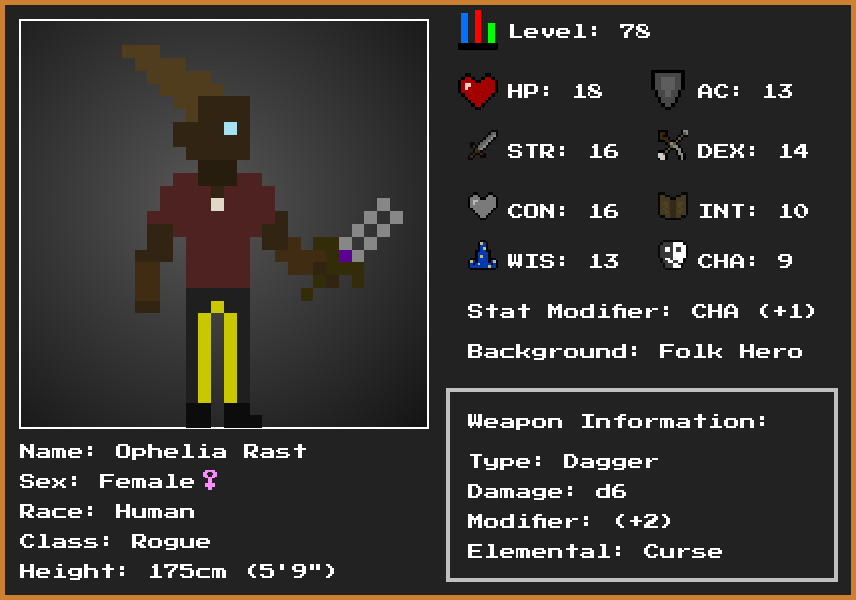 Level: 78
HP: 18
AC: 13
STR: 16
DEX: 14
CON: 16
INT: 10
WIS: 13
CHA: 9
Stat Modifier: CHA (+1)
Background: Folk Hero
Weapon Information:
Type: Dagger
Damage: d6
Modifier: (+2)
Elemental: Curse
Name: Ophelia Rast
Sex: Female♀
Race: Human
Class: Rogue
Height: 175cm (5'9")